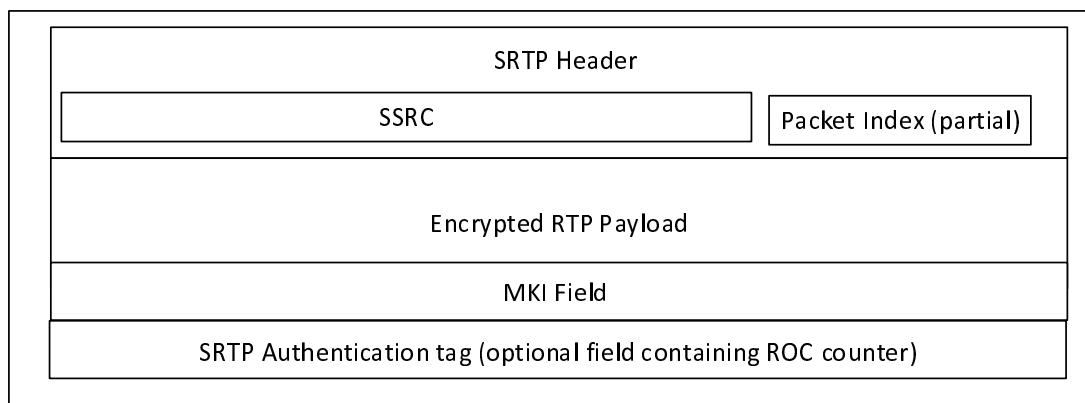 SRTP Header
SSRC
Packet Index (partial)
Encrypted RTP Payload
MKI Field
SRTP Authentication tag (optional field containing ROC counter)